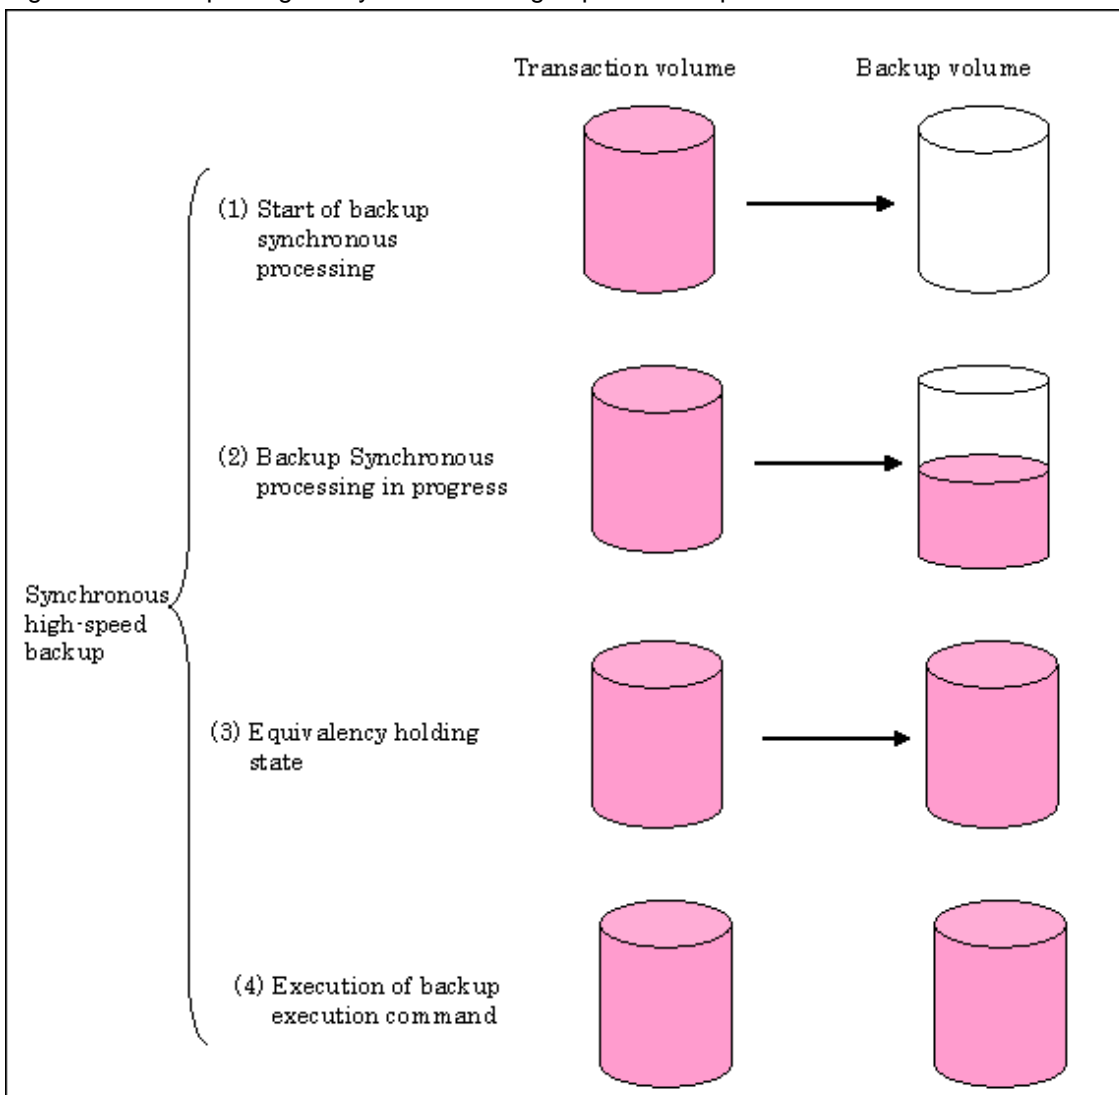 Transaction volume
Backup volume
(1) Start of backup
synchronous
processing
(2) Backup Synchronous
processing in progress
Synchronous
high-speed
backup
(3) Equivalency holding
state
(4) Execution of backup
execution command